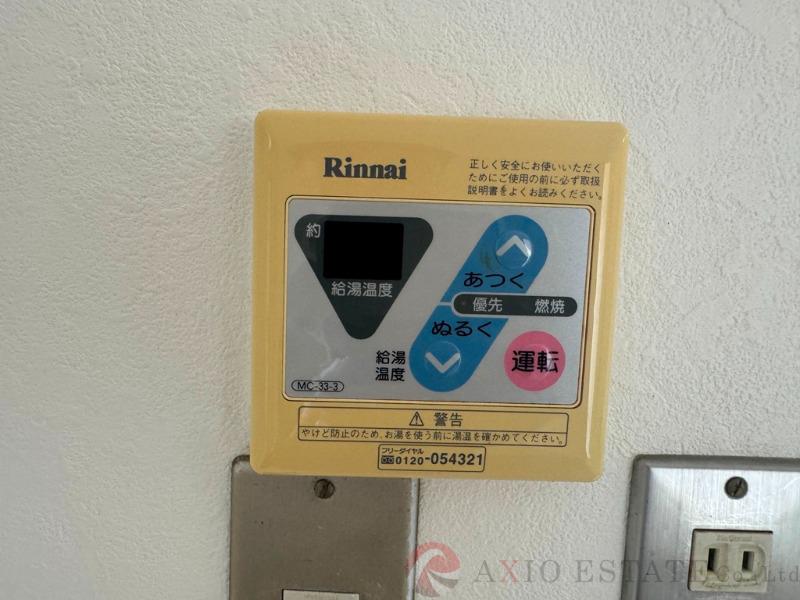 Rinnai
正しく安全にお使いいただく
ためにご使用の前に必ず取扱
説明書をよくお読みください。
約
給湯温度
あつく
優先 燃焼
ぬるく
給湯
温度
運転
MC-33-3
警告
やけど防止のため、お湯を使う前に湯温を確かめてください。
フリーダイヤル
0120-054321
AXIO ESTATE Co., Ltd